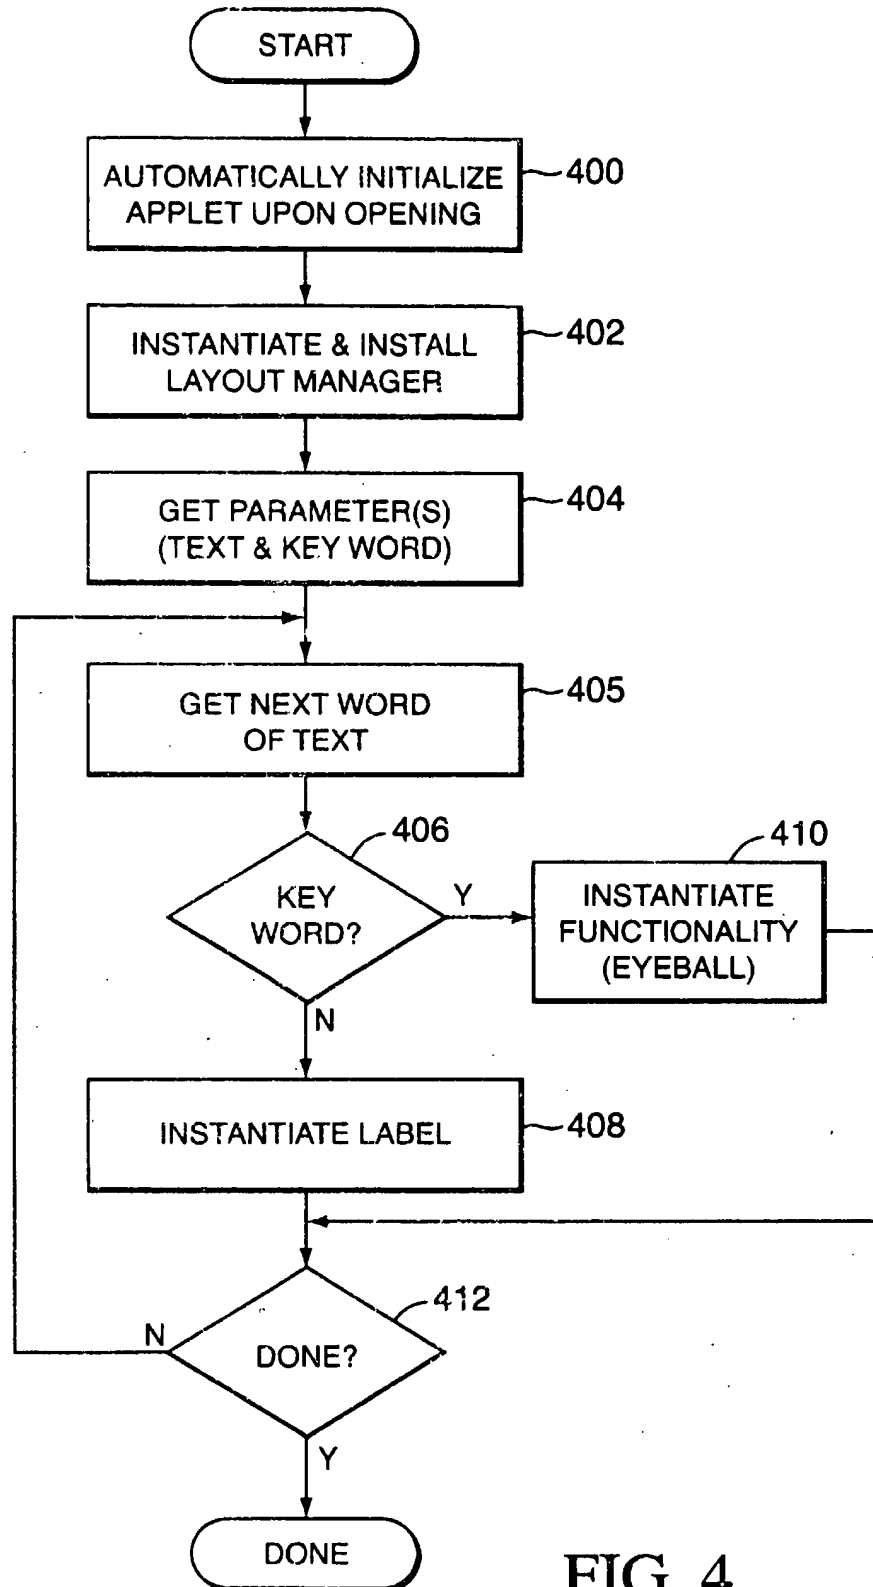 START
AUTOMATICALLY INITIALIZE
APPLET UPON OPENING
400
INSTANTIATE & INSTALL
LAYOUT MANAGER
402
GET PARAMETER(S)
(TEXT & KEY WORD)
404
GET NEXT WORD
OF TEXT
405
KEY
WORD?
406
Y
N
INSTANTIATE
FUNCTIONALITY
(EYEBALL)
410
INSTANTIATE LABEL
408
DONE?
412
N
Y
DONE
FIG. 4